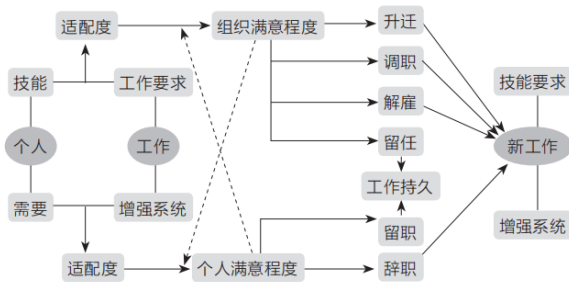 适配度
组织满意程度
升迁
调职
技能
工作要求
技能要求
解雇
个人
工作
留任
新工作
工作持久
需要
增强系统
留职
增强系统
适配度
个人满意程度
辞职